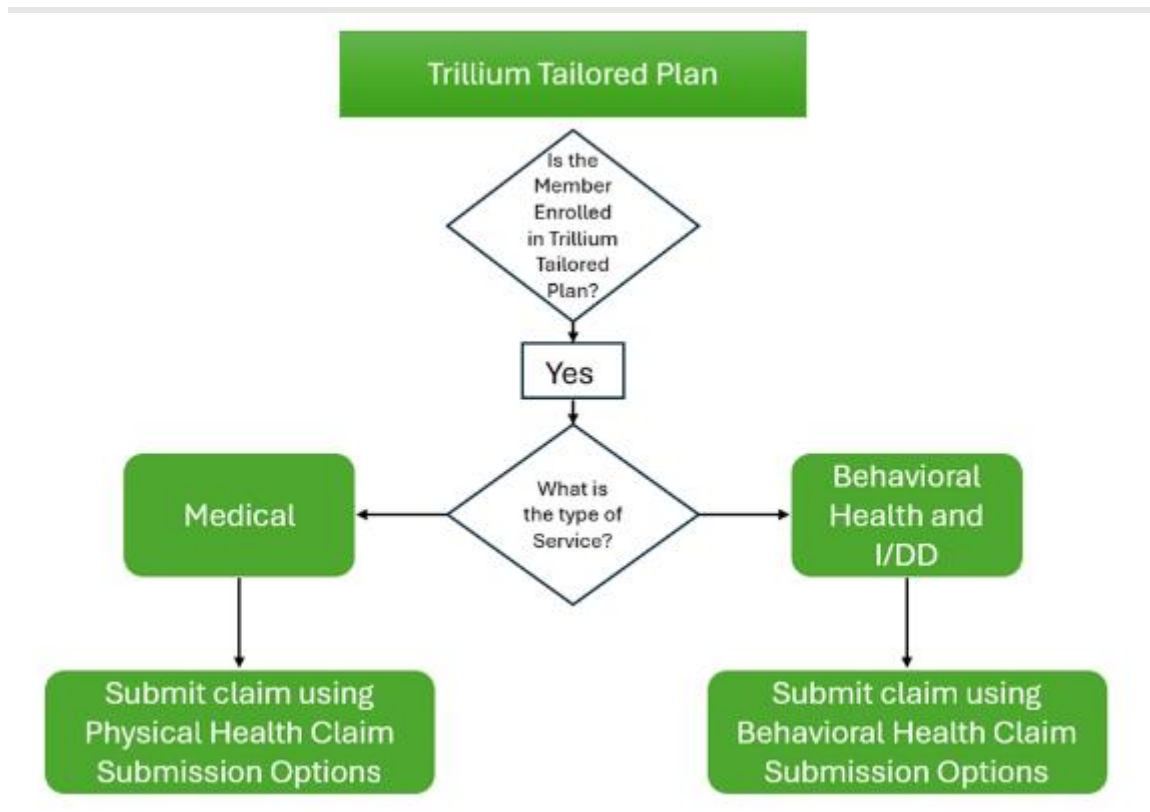 Trillium Tailored Plan
Is the
Member
Enrolled
in Trillium
Tailored
Plan?
Yes
What is
the type of
Service?
Medical
Behavioral
Health and
I/DD
Submit claim using
Physical Health Claim
Submission Options
Submit claim using
Behavioral Health Claim
Submission Options